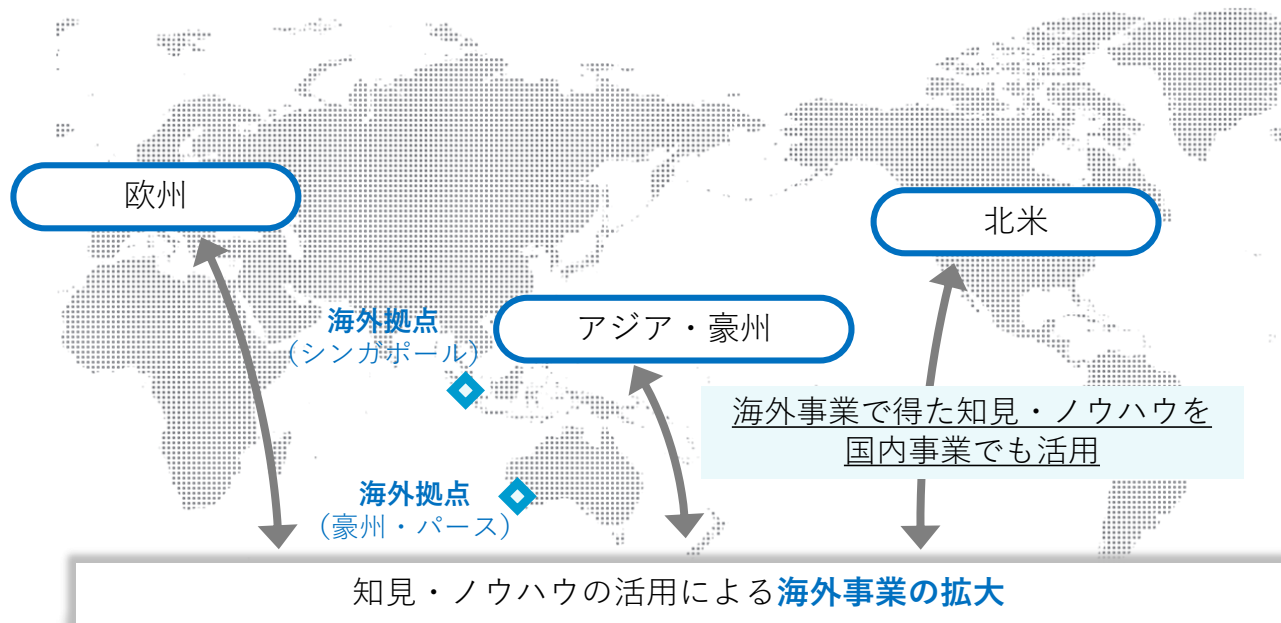 欧州
北米
アジア・豪州
海外拠点
（シンガポール）
海外事業で得た知見・ノウハウを
国内事業でも活用
海外拠点
（豪州・パース）
知見・ノウハウの活用による海外事業の拡大